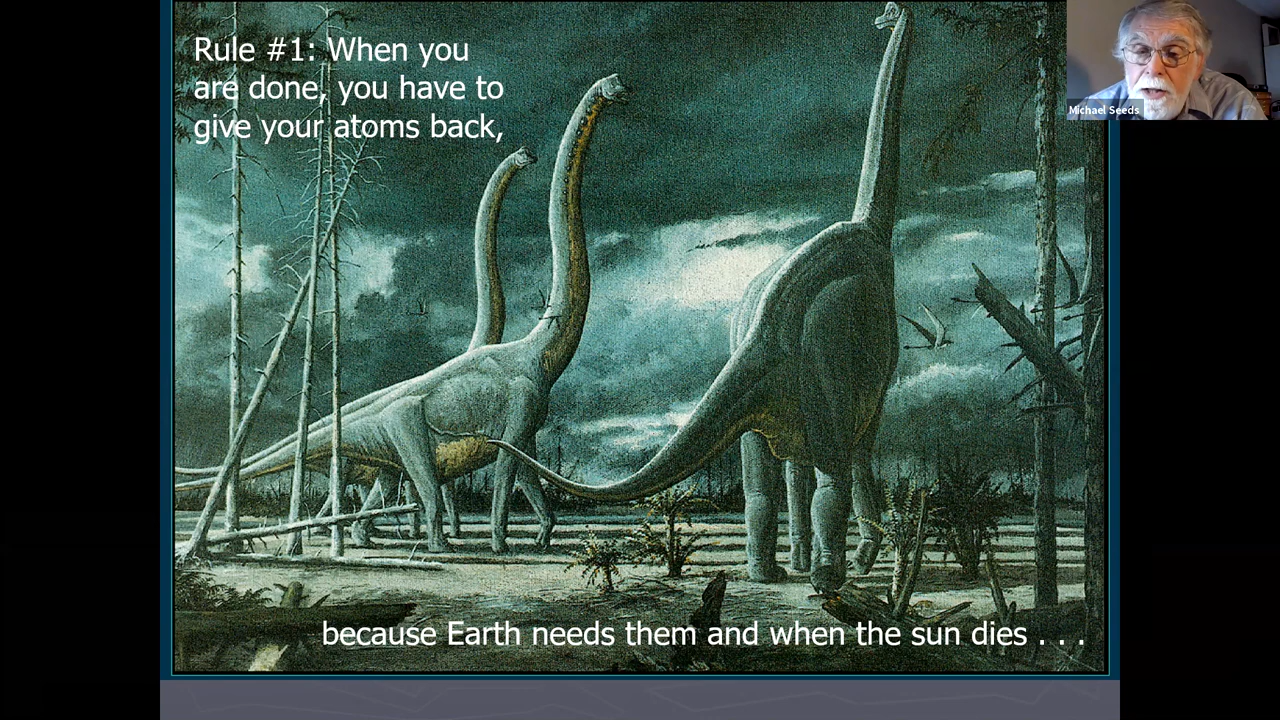 Rule #1: When you
are done, you have to
give your atoms back,
Michael Seeds
because Earth needs them and when the sun dies . . .